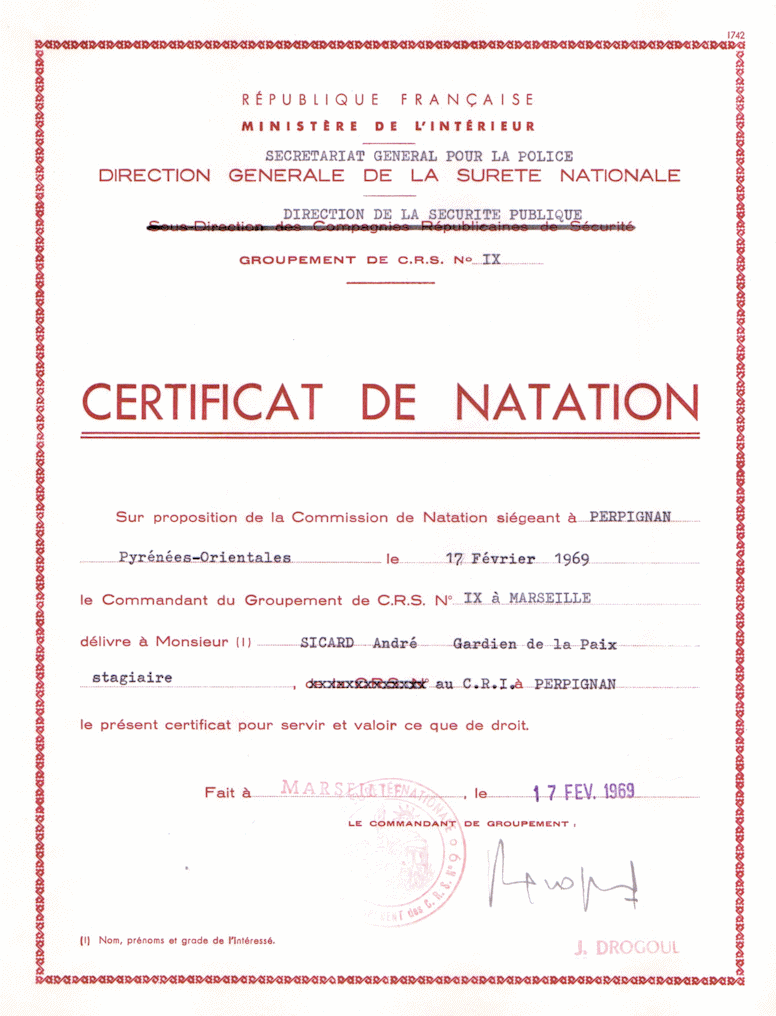 1742
RÉPUBLIQUE FRANÇAISE
MINISTÈRE DE L'INTÉRIEUR
SECRETARIAT GENERAL POUR LA POLICE
DIRECTION GENERALE DE LA SURETE NATIONALE
DIRECTION DE LA SECURITE PUBLIQUE
Sous-Direction des Compagnies Républicaines de Sécurité
GROUPEMENT DE C.R.S. No IX
CERTIFICAT DE NATATION
Sur proposition de la Commission de Natation siégeant à PERPIGNAN
Pyrénées-Orientales le 17 Février 1969
le Commandant du Groupement de C.R.S. N° IX à MARSEILLE
délivre à Monsieur (1) SICARD André Gardien de la Paix
stagiaire , au C.R.I. à PERPIGNAN
le présent certificat pour servir et valoir ce que de droit.
Fait à MARSEILLE, le 17 FEV. 1969
LE COMMANDANT DE GROUPEMENT,
des C.R.S. N° 9
J. DROGOUL
(1) Nom, prénoms et grade de l'intéressé.